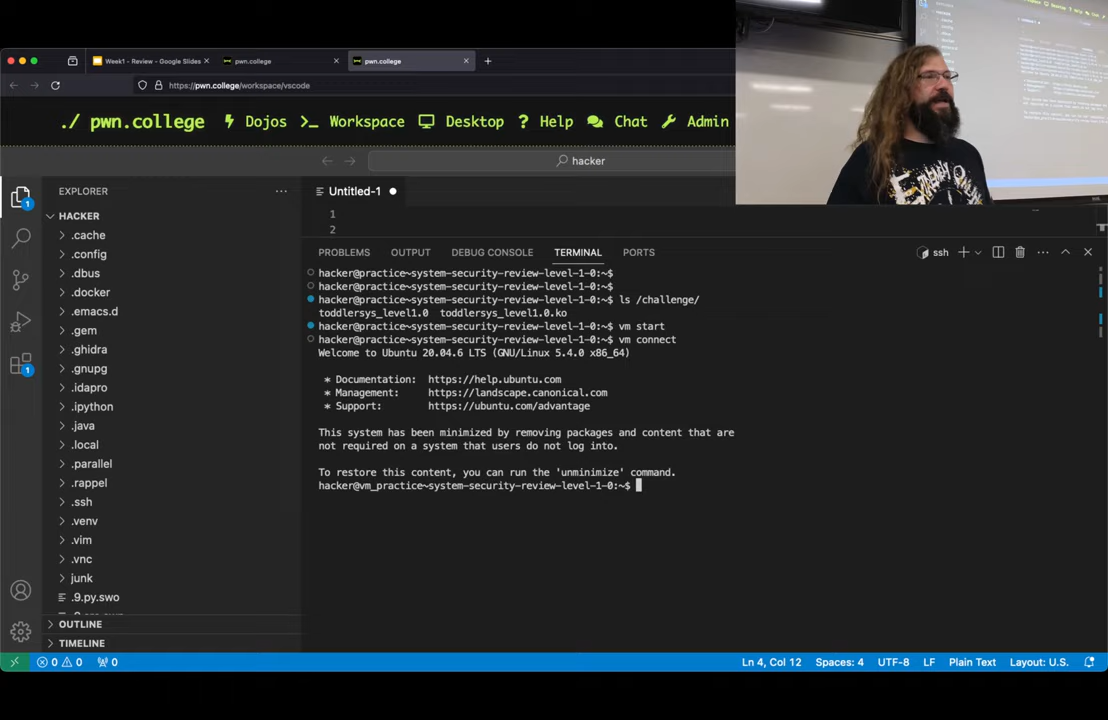 Week1 - Review - Google Slides
pwn.college
pwn.college
https://pwn.college/workspace/vscode
./ pwn.college
Dojos
Workspace
Desktop
Help
Chat
Admin
hacker
EXPLORER
HACKER
.cache
.config
.dbus
.docker
.emacs.d
.gem
.ghidra
.gnupg
.idapro
.ipython
.java
.local
.parallel
.rappel
.ssh
.venv
.vim
.vnc
junk
.9.py.swo
OUTLINE
TIMELINE
Untitled-1
1
2
PROBLEMS OUTPUT DEBUG CONSOLE TERMINAL PORTS
ssh
hacker@practice~system-security-review-level-1-0:~$
hacker@practice~system-security-review-level-1-0:~$
hacker@practice~system-security-review-level-1-0:~$ ls /challenge/
toddlersys_level1.0 toddlersys_level1.0.ko
hacker@practice~system-security-review-level-1-0:~$ vm start
hacker@practice~system-security-review-level-1-0:~$ vm connect
Welcome to Ubuntu 20.04.6 LTS (GNU/Linux 5.4.0 x86_64)
* Documentation: https://help.ubuntu.com
* Management: https://landscape.canonical.com
* Support: https://ubuntu.com/advantage
This system has been minimized by removing packages and content that are
not required on a system that users do not log into.
To restore this content, you can run the 'unminimize' command.
hacker@vm_practice~system-security-review-level-1-0:~$
1
1
0 0 0
Ln 4, Col 12 Spaces: 4 UTF-8 LF Plain Text Layout: U.S.